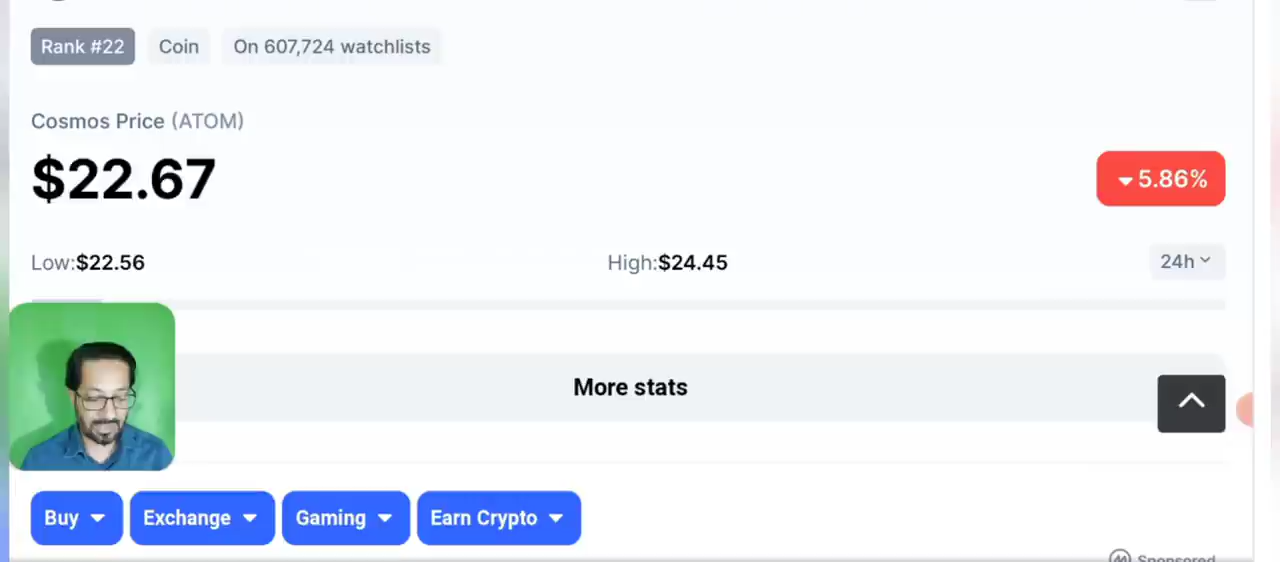 Rank #22 Coin On 607,724 watchlists
Cosmos Price (ATOM)
$22.67 5.86%
Low:$22.56 High:$24.45 24h
More stats
Buy Exchange Gaming Earn Crypto
Sponsored